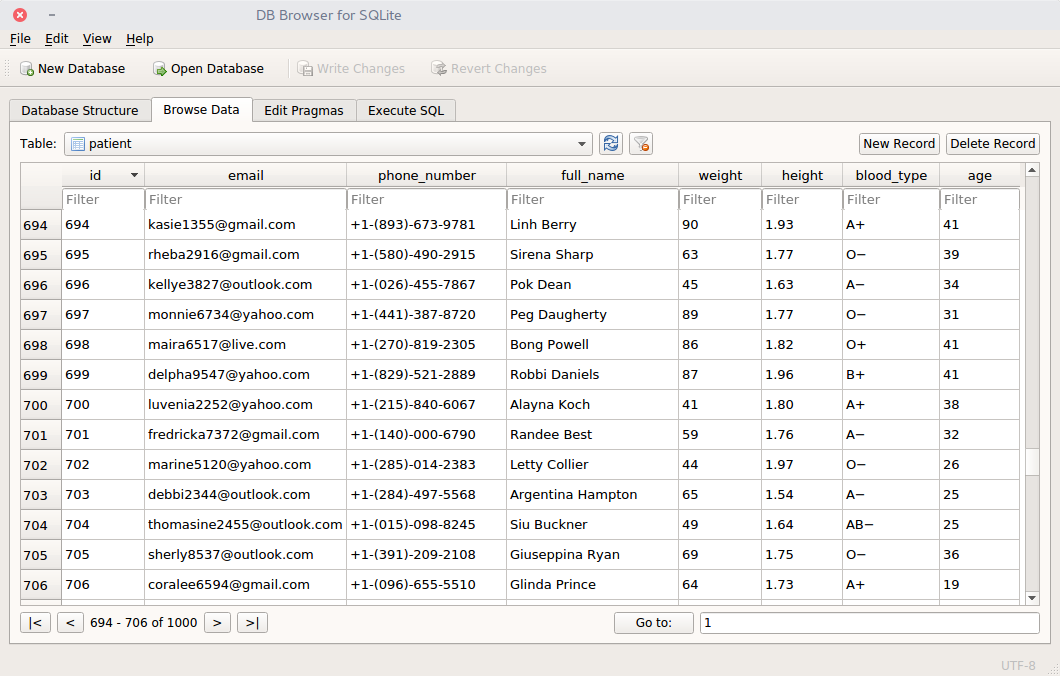 DB Browser for SQLite
File Edit View Help
New Database Open Database Write Changes Revert Changes
Database Structure Browse Data Edit Pragmas Execute SQL
Table: patient New Record Delete Record
id email phone_number full_name weight height blood_type age
Filter Filter Filter Filter Filter Filter Filter Filter
694 694 kasie1355@gmail.com +1-(893)-673-9781 Linh Berry 90 1.93 A+ 41
695 695 rheba2916@gmail.com +1-(580)-490-2915 Sirena Sharp 63 1.77 O− 39
696 696 kellye3827@outlook.com +1-(026)-455-7867 Pok Dean 45 1.63 A− 34
697 697 monnie6734@yahoo.com +1-(441)-387-8720 Peg Daugherty 89 1.77 O− 31
698 698 maira6517@live.com +1-(270)-819-2305 Bong Powell 86 1.82 O+ 41
699 699 delpha9547@yahoo.com +1-(829)-521-2889 Robbi Daniels 87 1.96 B+ 41
700 700 luvenia2252@yahoo.com +1-(215)-840-6067 Alayna Koch 41 1.80 A+ 38
701 701 fredricka7372@gmail.com +1-(140)-000-6790 Randee Best 59 1.76 A− 32
702 702 marine5120@yahoo.com +1-(285)-014-2383 Letty Collier 44 1.97 O− 26
703 703 debbi2344@outlook.com +1-(284)-497-5568 Argentina Hampton 65 1.54 A− 25
704 704 thomasine2455@outlook.com +1-(015)-098-8245 Siu Buckner 49 1.64 AB− 25
705 705 sherly8537@outlook.com +1-(391)-209-2108 Giuseppina Ryan 69 1.75 O− 36
706 706 coralee6594@gmail.com +1-(096)-655-5510 Glinda Prince 64 1.73 A+ 19
|< < 694 - 706 of 1000 > >| Go to: 1
UTF-8